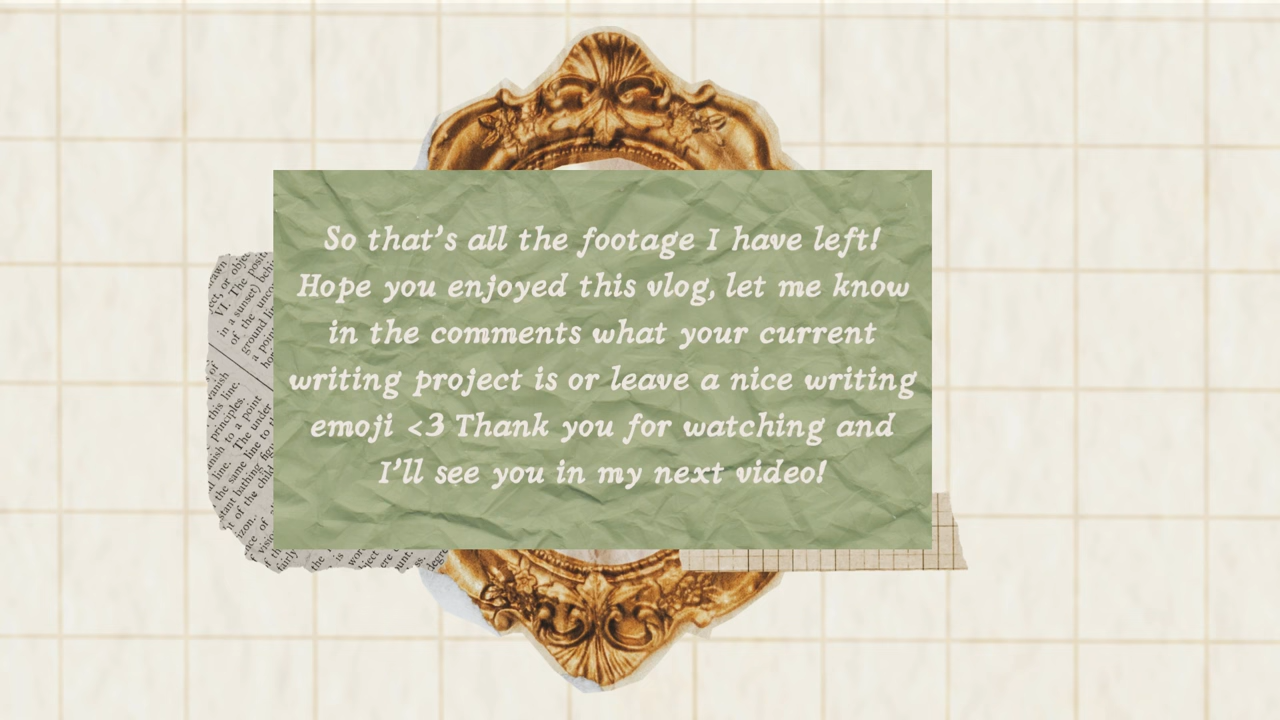 So that's all the footage I have left!
Hope you enjoyed this vlog, let me know
in the comments what your current
writing project is or leave a nice writing
emoji <3 Thank you for watching and
I'll see you in my next video!